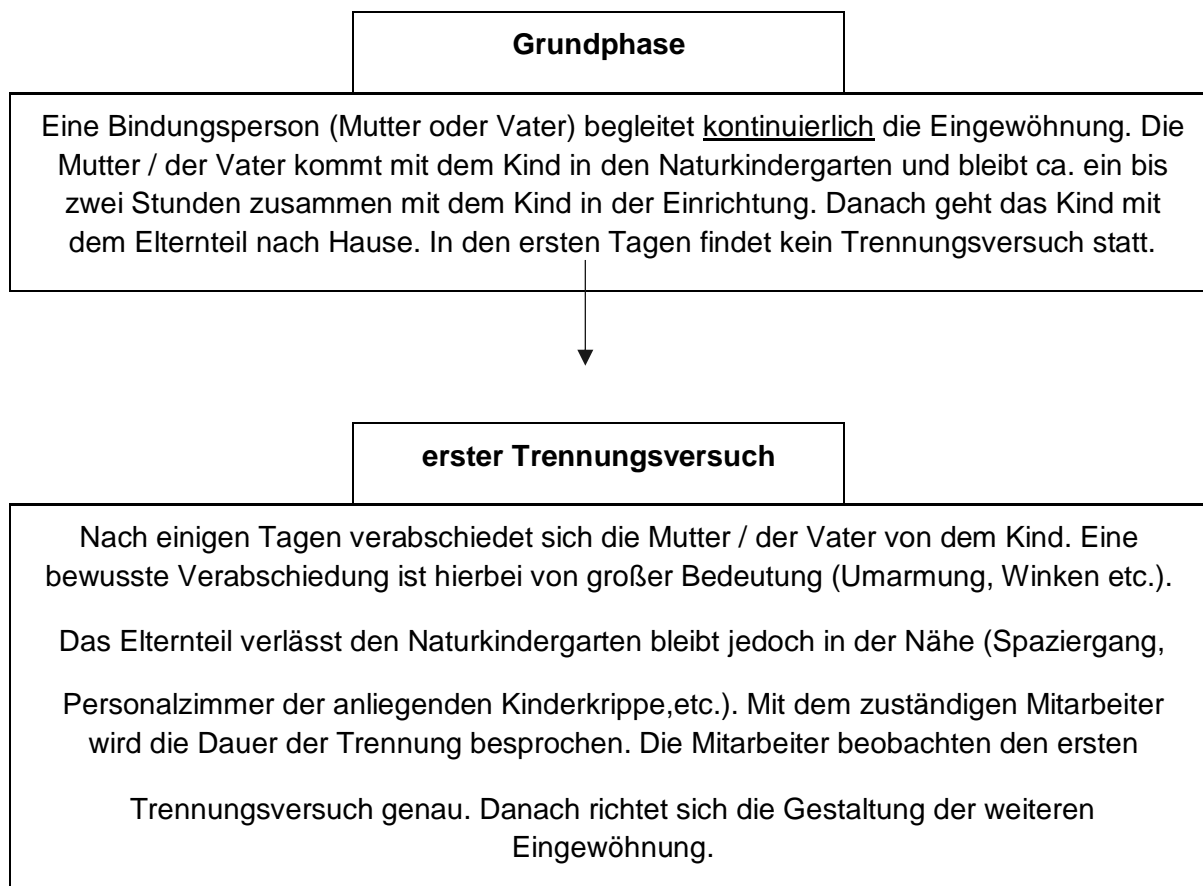 Grundphase
Eine Bindungsperson (Mutter oder Vater) begleitet kontinuierlich die Eingewöhnung. Die
Mutter / der Vater kommt mit dem Kind in den Naturkindergarten und bleibt ca. ein bis
zwei Stunden zusammen mit dem Kind in der Einrichtung. Danach geht das Kind mit
dem Elternteil nach Hause. In den ersten Tagen findet kein Trennungsversuch statt.
erster Trennungsversuch
Nach einigen Tagen verabschiedet sich die Mutter / der Vater von dem Kind. Eine
bewusste Verabschiedung ist hierbei von großer Bedeutung (Umarmung, Winken etc.).
Das Elternteil verlässt den Naturkindergarten bleibt jedoch in der Nähe (Spaziergang,
Personalzimmer der anliegenden Kinderkrippe,etc.). Mit dem zuständigen Mitarbeiter
wird die Dauer der Trennung besprochen. Die Mitarbeiter beobachten den ersten
Trennungsversuch genau. Danach richtet sich die Gestaltung der weiteren
Eingewöhnung.